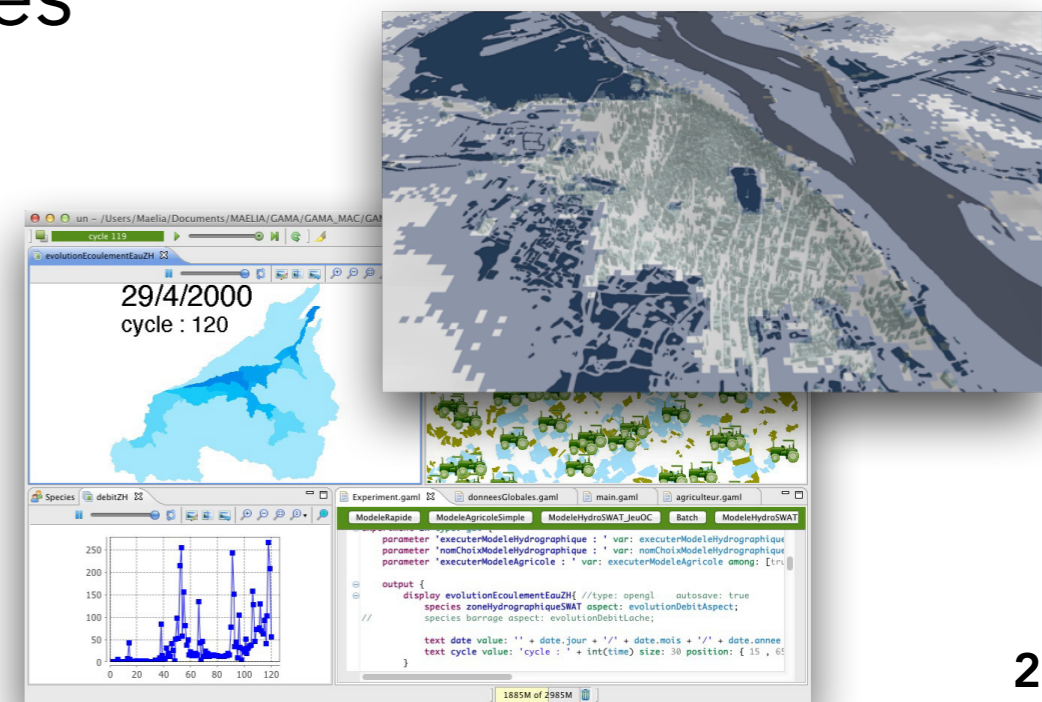 es
un – /Users/Maelia/Documents/MAELIA/GAMA/GAMA_MAC/GAM
cycle 119
evolutionEcoulementEauZH
29/4/2000
cycle : 120
Species debitZH
250
200
150
100
50
0
0 20 40 60 80 100 120
Experiment.gaml donneesGlobales.gaml main.gaml agriculteur.gaml
ModeleRapide ModeleAgricoleSimple ModeleHydroSWAT_JeuOC Batch ModeleHydroSWAT
parameter 'executerModeleHydrographique : ' var: executerModeleHydrographique
parameter 'nomChoixModeleHydrographique : ' var: nomChoixModeleHydrographique
parameter 'executerModeleAgricole : ' var: executerModeleAgricole among: [tru
output {
display evolutionEcoulementEauZH{ //type: opengl autosave: true
species zoneHydrographiqueSWAT aspect: evolutionDebitAspect;
// species barrage aspect: evolutionDebitLache;
text date value: '' + date.jour + '/' + date.mois + '/' + date.annee
text cycle value: 'cycle : ' + int(time) size: 30 position: { 15 , 65
}
1885M of 2985M
2